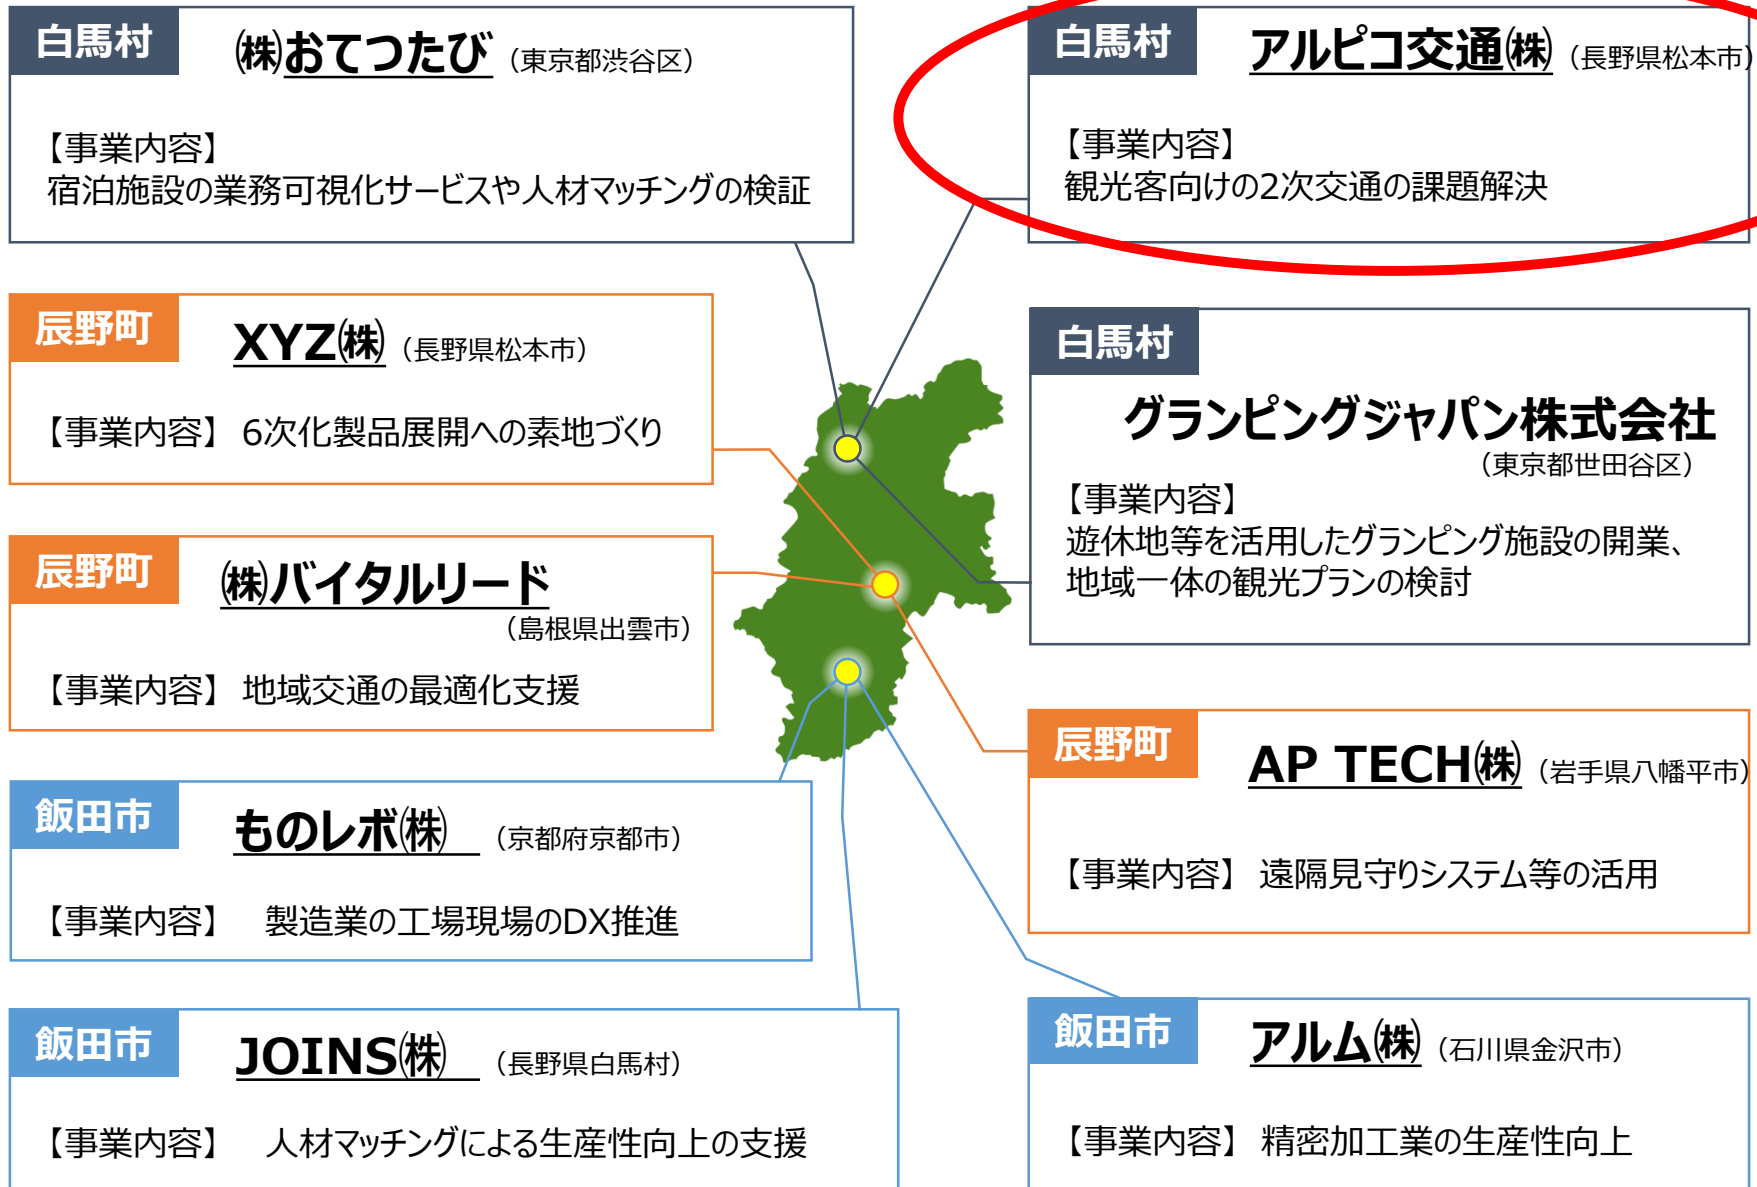 白馬村
㈱おてつたび（東京都渋谷区）
【事業内容】
宿泊施設の業務可視化サービスや人材マッチングの検証
白馬村
アルピコ交通㈱（長野県松本市）
【事業内容】
観光客向けの2次交通の課題解決
辰野町
XYZ㈱（長野県松本市）
【事業内容】 6次化製品展開への素地づくり
白馬村
グランピングジャパン株式会社
（東京都世田谷区）
【事業内容】
遊休地等を活用したグランピング施設の開業、
地域一体の観光プランの検討
辰野町
㈱バイタルリード
（島根県出雲市）
【事業内容】 地域交通の最適化支援
辰野町
AP TECH㈱（岩手県八幡平市）
【事業内容】 遠隔見守りシステム等の活用
飯田市
ものレボ㈱ （京都府京都市）
【事業内容】 製造業の工場現場のDX推進
飯田市
JOINS㈱ （長野県白馬村）
【事業内容】 人材マッチングによる生産性向上の支援
飯田市
アルム㈱（石川県金沢市）
【事業内容】 精密加工業の生産性向上